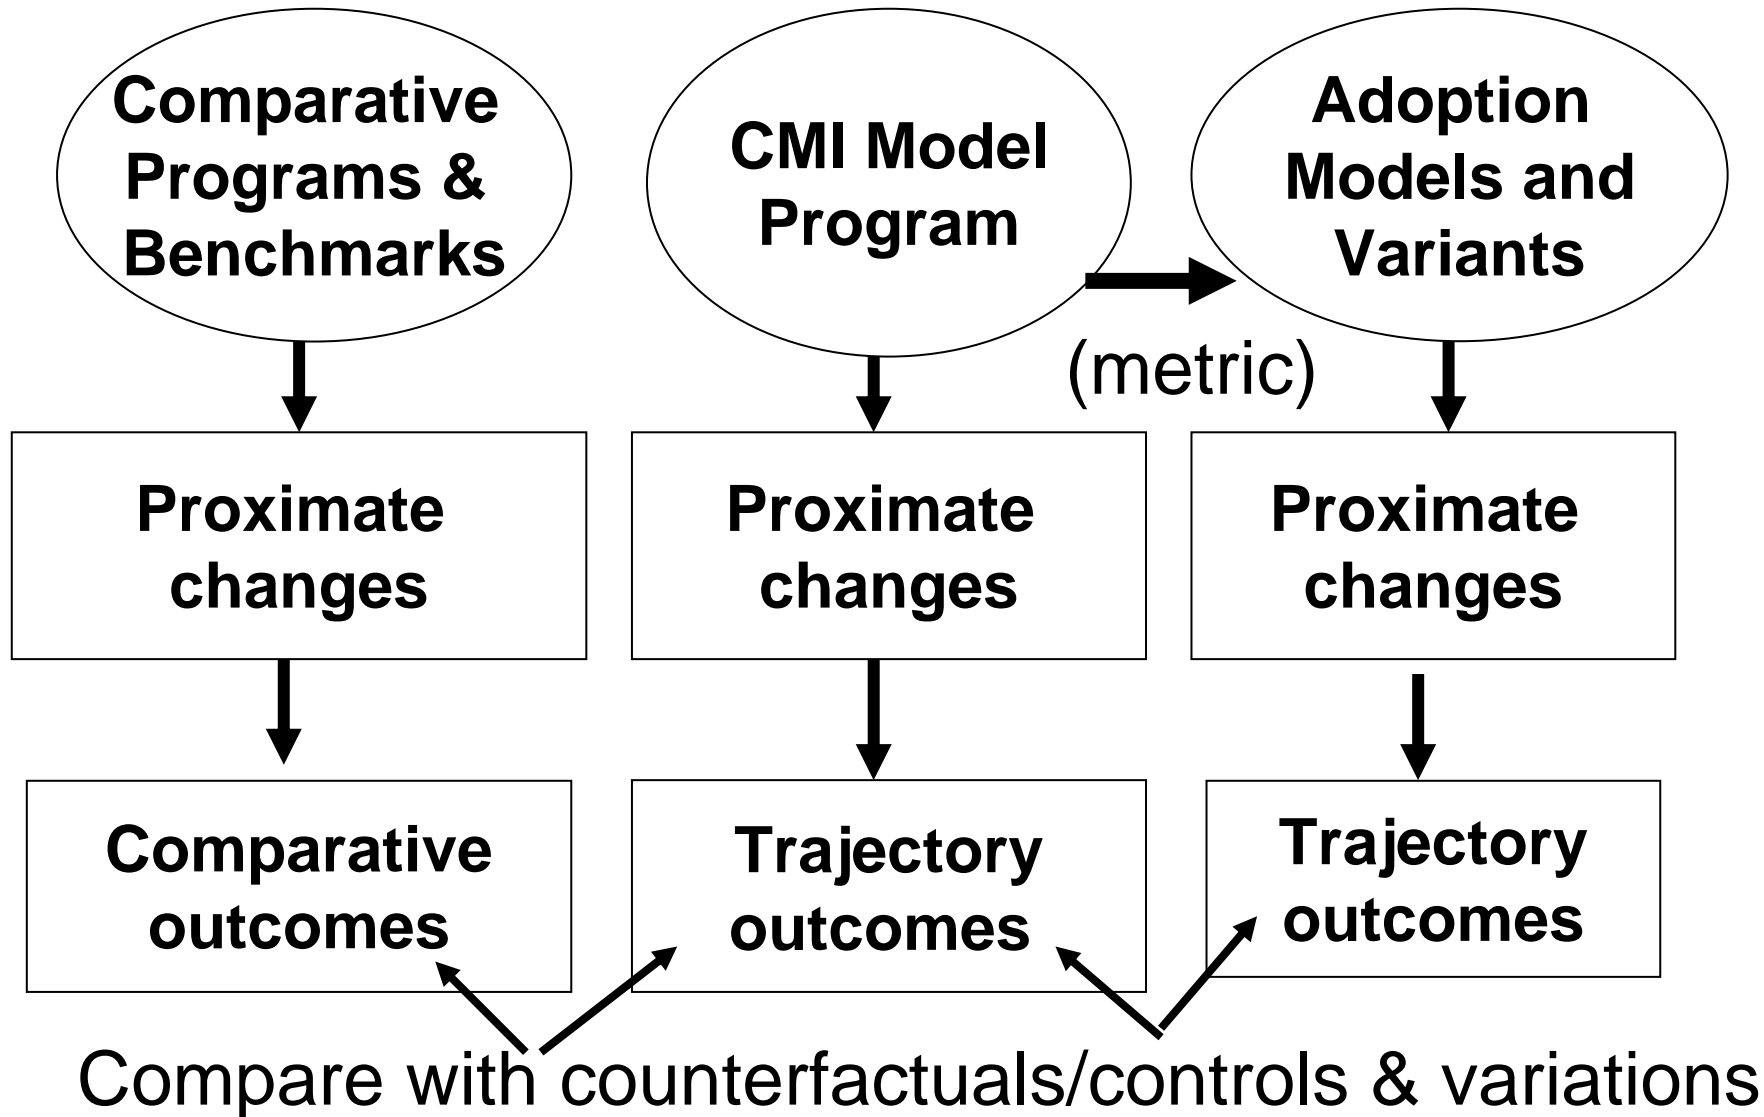 Comparative
Programs &
Benchmarks
CMI Model
Program
Adoption
Models and
Variants
(metric)
Proximate
changes
Proximate
changes
Proximate
changes
Comparative
outcomes
Trajectory
outcomes
Trajectory
outcomes
Compare with counterfactuals/controls & variations